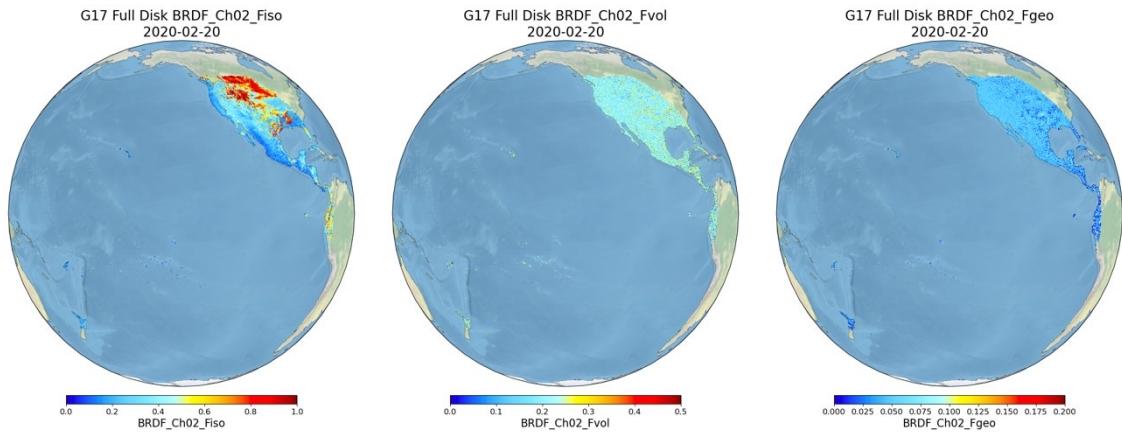 G17 Full Disk BRDF_Ch02_Fiso
2020-02-20
0.0 0.2 0.4 0.6 0.8 1.0
BRDF_Ch02_Fiso
G17 Full Disk BRDF_Ch02_Fvol
2020-02-20
0.0 0.1 0.2 0.3 0.4 0.5
BRDF_Ch02_Fvol
G17 Full Disk BRDF_Ch02_Fgeo
2020-02-20
0.000 0.025 0.050 0.075 0.100 0.125 0.150 0.175 0.200
BRDF_Ch02_Fgeo